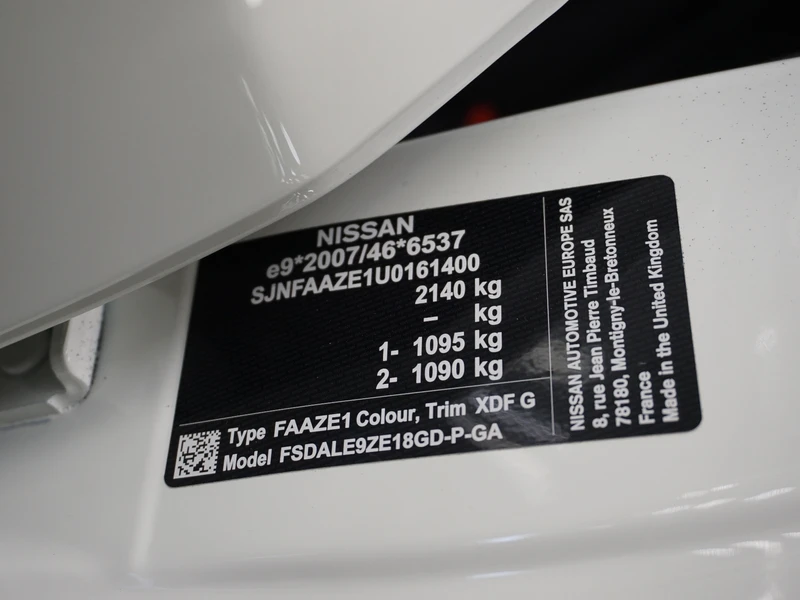 NISSAN
e9*2007/46*6537
SJNFAAZE1U0161400
2140 kg
– kg
1- 1095 kg
2- 1090 kg
Type FAAZE1 Colour, Trim XDF G
Model FSDALE9ZE18GD-P-GA
NISSAN AUTOMOTIVE EUROPE SAS
8, rue Jean Pierre Timbaud
78180, Montigny-le-Bretonneux
France
Made in the United Kingdom